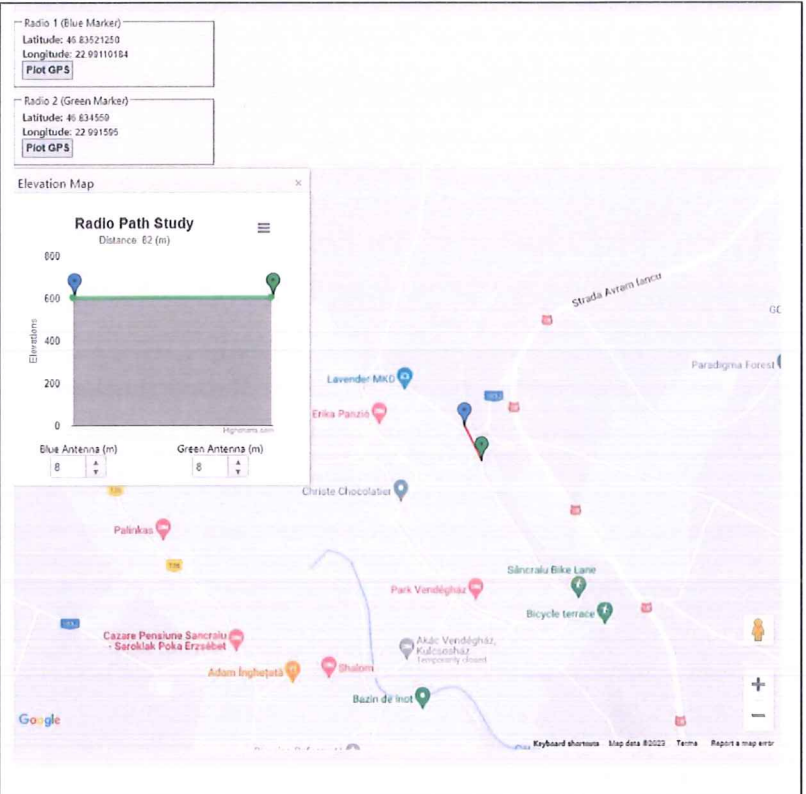 Radio 1 (Blue Marker)
Latitude: 46.83521250
Longitude: 22.99110184
Plot GPS
Radio 2 (Green Marker)
Latitude: 46.834559
Longitude: 22.991595
Plot GPS
Elevation Map ×
Radio Path Study
Distance 82 (m)
800
600
400
200
0
Elevations
Highcharts.com
Blue Antenna (m)
8
Green Antenna (m)
8
Strada Avram Iancu
Paradigma Forest
Lavender MKD
Erika Panzió
Christe Chocolatier
Palinkas
Sâncraiu Bike Lane
Park Vendégház
Bicycle terrace
Cazare Pensiune Sancraiu
- Saroklak Poka Erzsébet
Akác Vendégház,
Kulcsosház
Temporarily closed
Adam Înghețată
Shalom
Bazin de înot
Google
Keyboard shortcuts
Map data ©2023
Terms
Report a map error